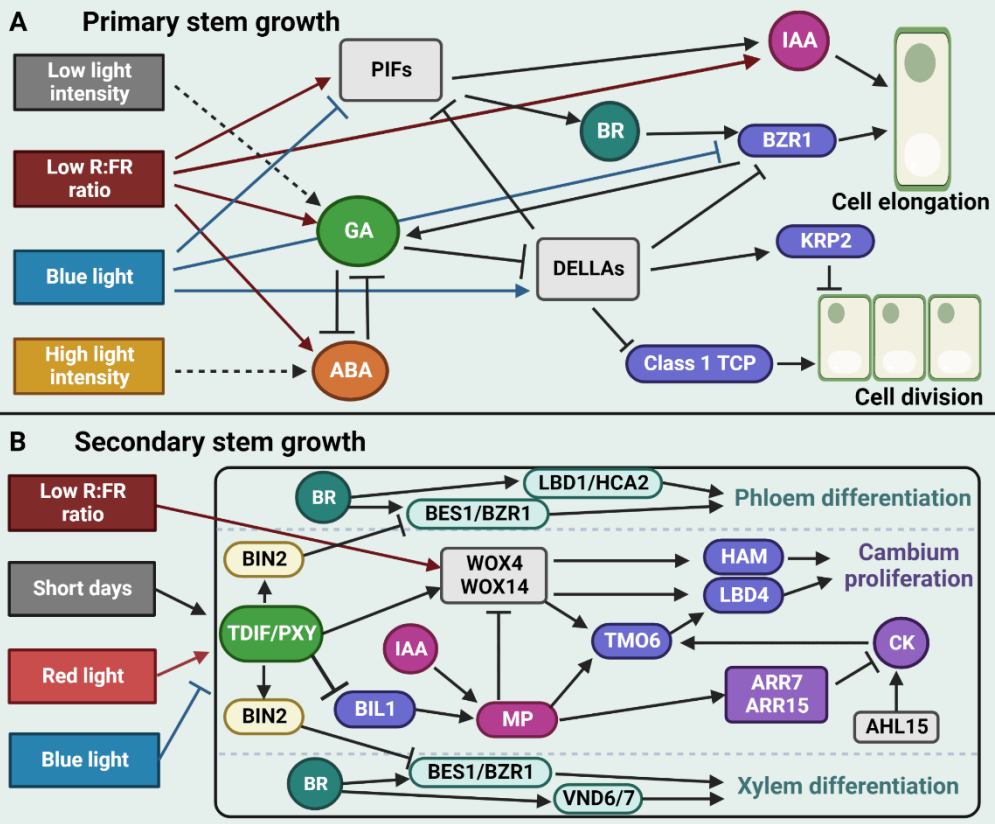 A Primary stem growth
Low light
intensity
PIFs
IAA
BR
BZR1
Low R:FR
ratio
Cell elongation
GA
KRP2
Blue light
DELLAs
High light
intensity
ABA
Class 1 TCP
Cell division
B Secondary stem growth
Low R:FR
ratio
BR
LBD1/HCA2
BES1/BZR1
Phloem differentiation
BIN2
WOX4
WOX14
HAM
LBD4
Cambium
proliferation
Short days
TDIF/PXY
IAA
TMO6
CK
Red light
BIN2
BIL1
MP
ARR7
ARR15
AHL15
Blue light
BR
BES1/BZR1
VND6/7
Xylem differentiation